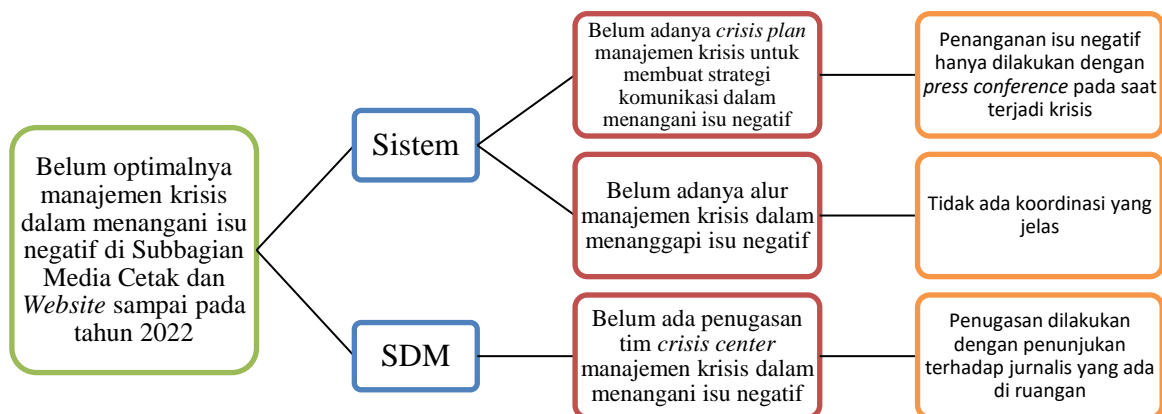 Belum optimalnya
manajemen krisis
dalam menangani isu
negatif di Subbagian
Media Cetak dan
Website sampai pada
tahun 2022
Sistem
Belum adanya crisis plan
manajemen krisis untuk
membuat strategi
komunikasi dalam
menangani isu negatif
Penanganan isu negatif
hanya dilakukan dengan
press conference pada saat
terjadi krisis
Belum adanya alur
manajemen krisis dalam
menanggapi isu negatif
Tidak ada koordinasi yang
jelas
SDM
Belum ada penugasan
tim crisis center
manajemen krisis dalam
menangani isu negatif
Penugasan dilakukan
dengan penunjukan
terhadap jurnalis yang ada
di ruangan